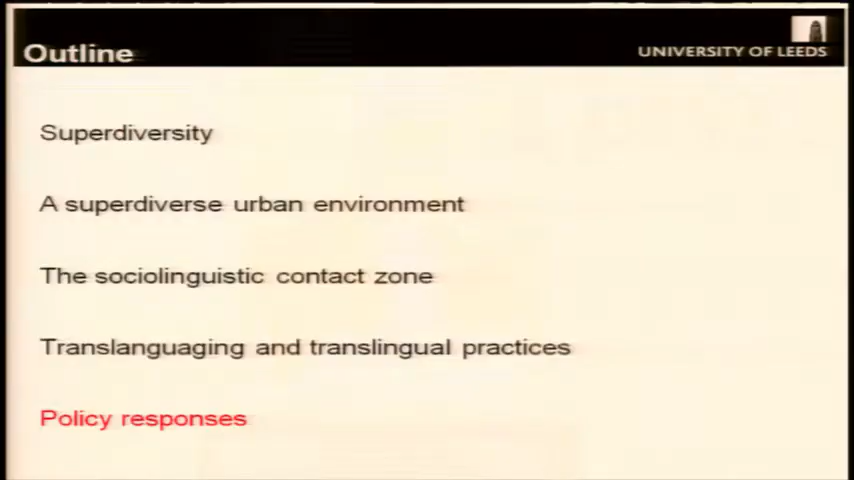 Outline
UNIVERSITY OF LEEDS
Superdiversity
A superdiverse urban environment
The sociolinguistic contact zone
Translanguaging and translingual practices
Policy responses